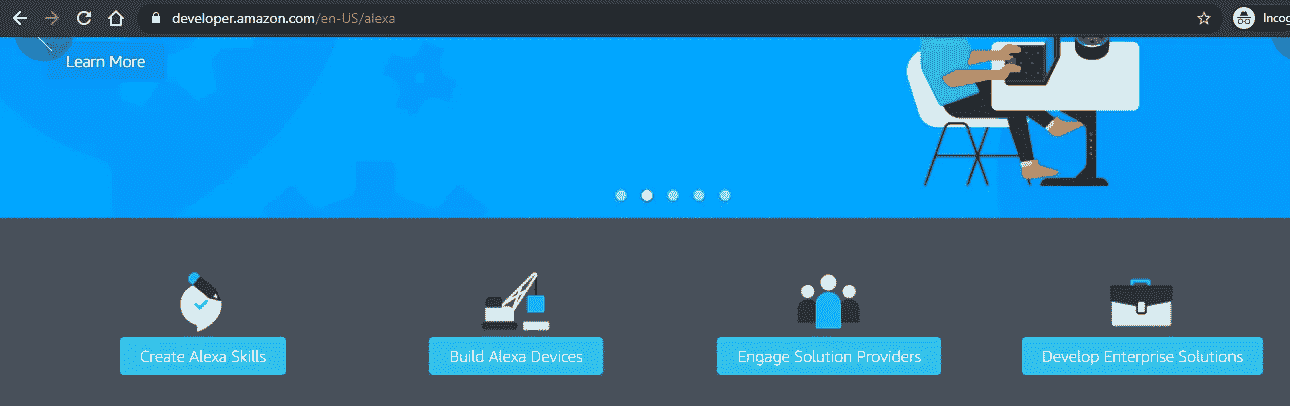 developer.amazon.com/en-US/alexa
Learn More
Create Alexa Skills
Build Alexa Devices
Engage Solution Providers
Develop Enterprise Solutions